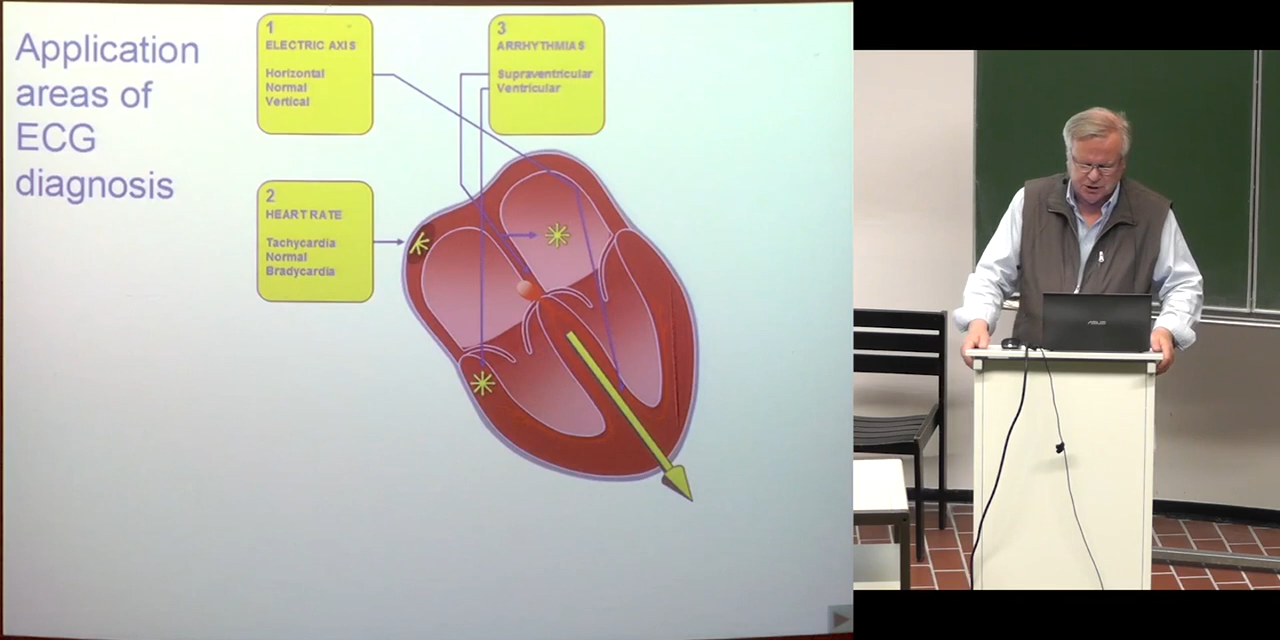 Application
areas of
ECG
diagnosis
1
ELECTRIC AXIS
Horizontal
Normal
Vertical
2
HEART RATE
Tachycardia
Normal
Bradycardia
3
ARRHYTHMIAS
Supraventricular
Ventricular
ASUS